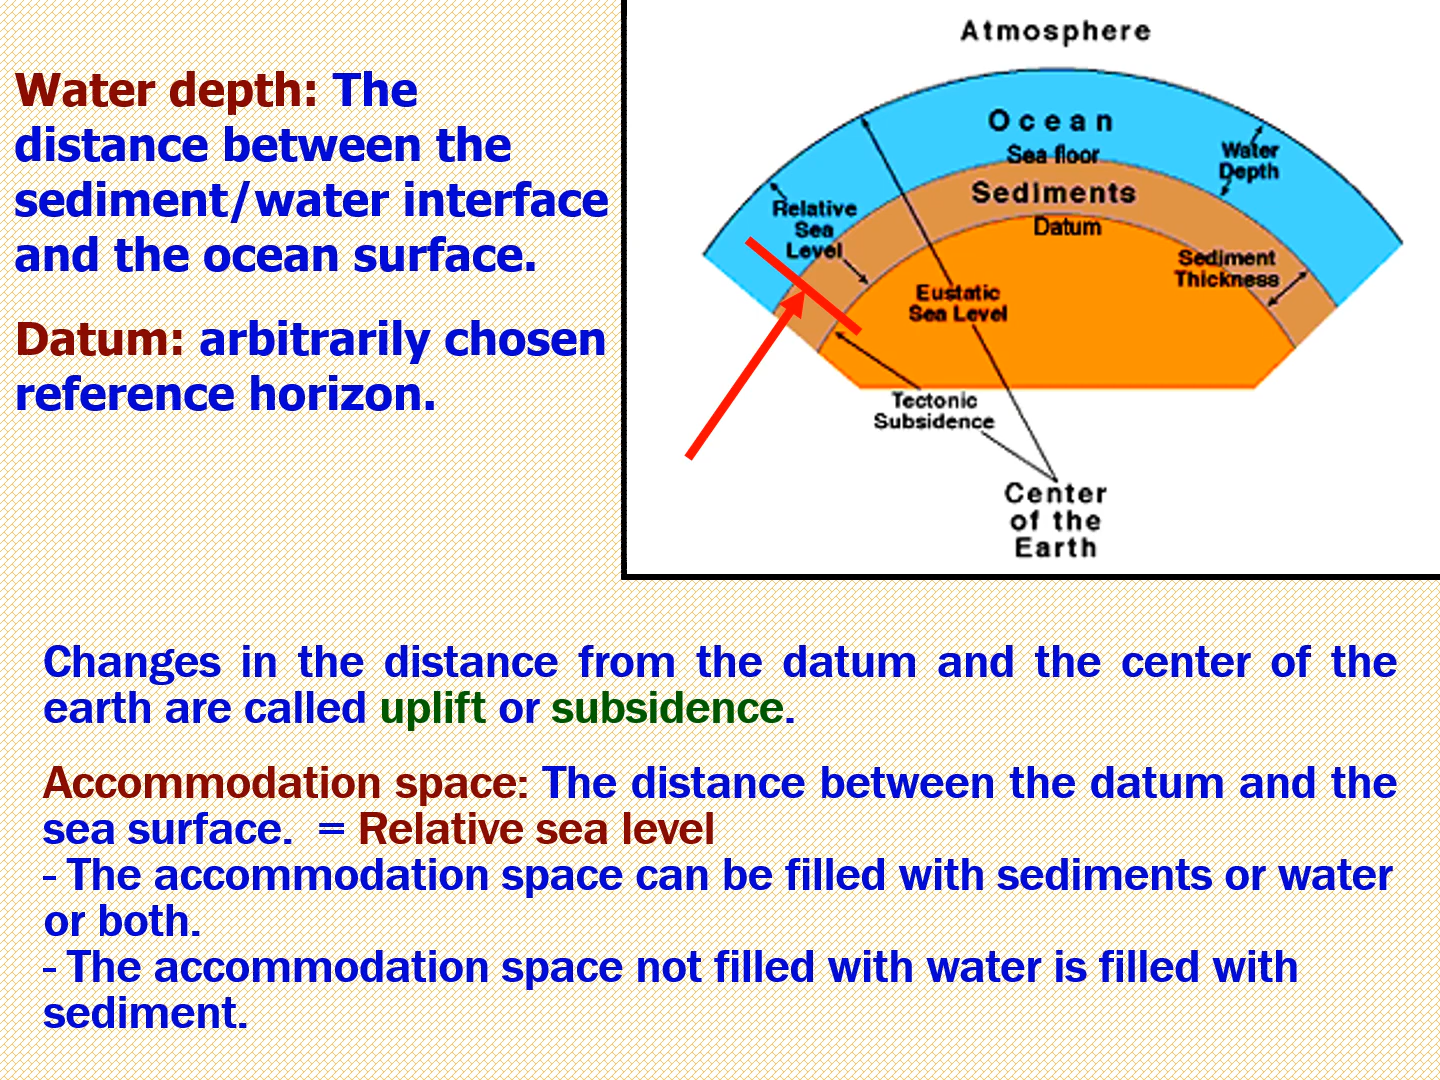 Water depth: The
distance between the
sediment/water interface
and the ocean surface.
Datum: arbitrarily chosen
reference horizon.
Atmosphere
Ocean
Sea floor
Water
Depth
Sediments
Relative
Sea
Level
Datum
Sediment
Thickness
Eustatic
Sea Level
Tectonic
Subsidence
Center
of the
Earth
Changes in the distance from the datum and the center of the
earth are called uplift or subsidence.
Accommodation space: The distance between the datum and the
sea surface. = Relative sea level
- The accommodation space can be filled with sediments or water
or both.
- The accommodation space not filled with water is filled with
sediment.